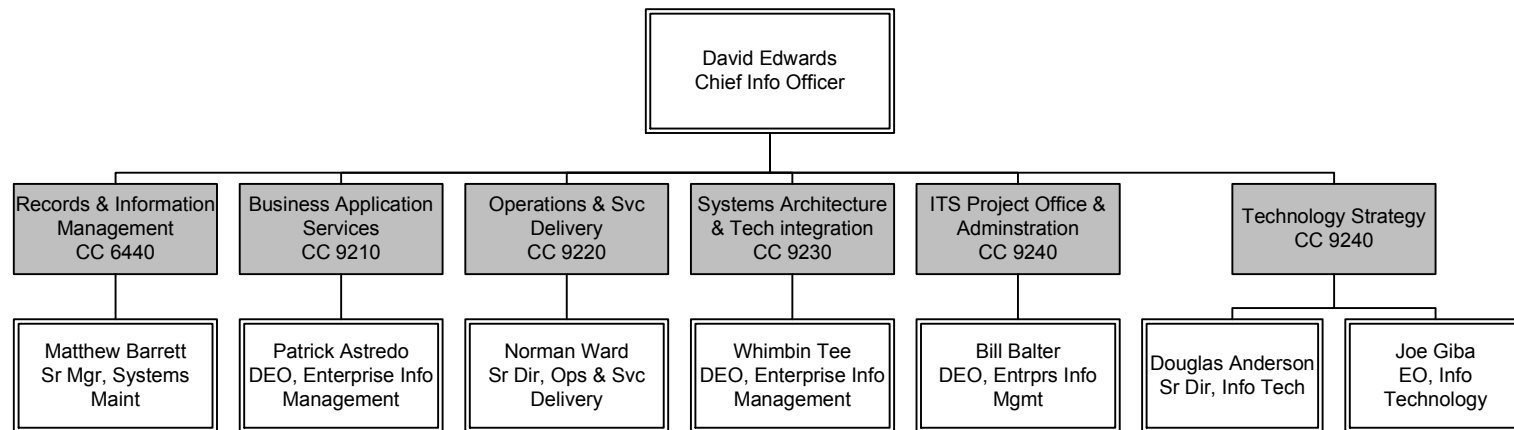 David Edwards
Chief Info Officer
Records & Information
Management
CC 6440
Business Application
Services
CC 9210
Operations & Svc
Delivery
CC 9220
Systems Architecture
& Tech integration
CC 9230
ITS Project Office &
Adminstration
CC 9240
Technology Strategy
CC 9240
Matthew Barrett
Sr Mgr, Systems
Maint
Patrick Astredo
DEO, Enterprise Info
Management
Norman Ward
Sr Dir, Ops & Svc
Delivery
Whimbin Tee
DEO, Enterprise Info
Management
Bill Balter
DEO, Entrprs Info
Mgmt
Douglas Anderson
Sr Dir, Info Tech
Joe Giba
EO, Info
Technology